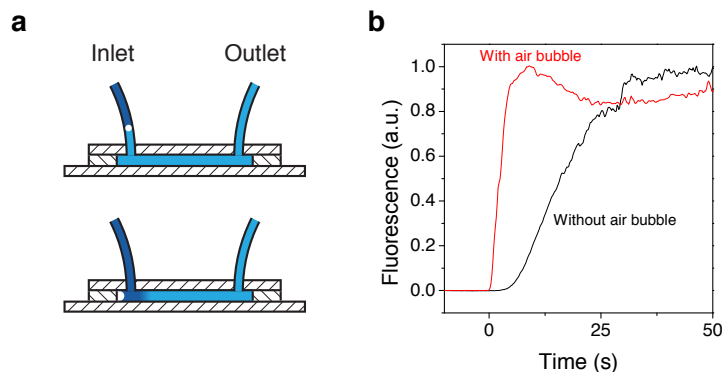 a
Inlet
Outlet
b
With air bubble
Without air bubble
Fluorescence (a.u.)
1.0
0.8
0.6
0.4
0.2
0.0
0
25
50
Time (s)